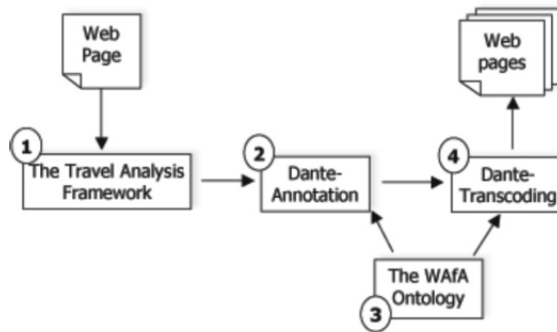 Web
Page
Web
pages
1
The Travel Analysis
Framework
2
Dante-
Annotation
4
Dante-
Transcoding
The WAfA
Ontology
3